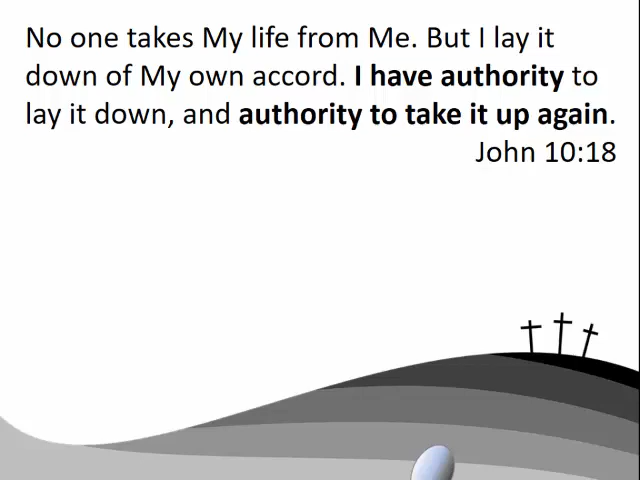 No one takes My life from Me. But I lay it
down of My own accord. I have authority to
lay it down, and authority to take it up again.
John 10:18